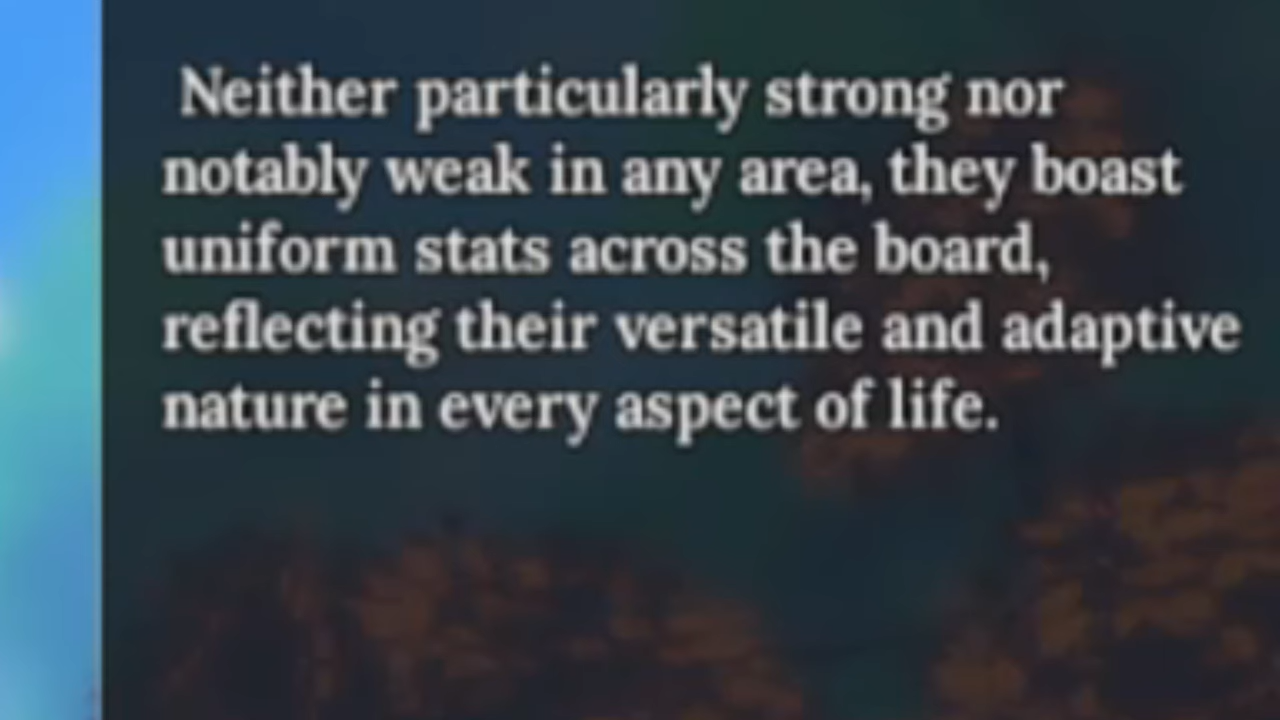 Neither particularly strong nor
notably weak in any area, they boast
uniform stats across the board,
reflecting their versatile and adaptive
nature in every aspect of life.